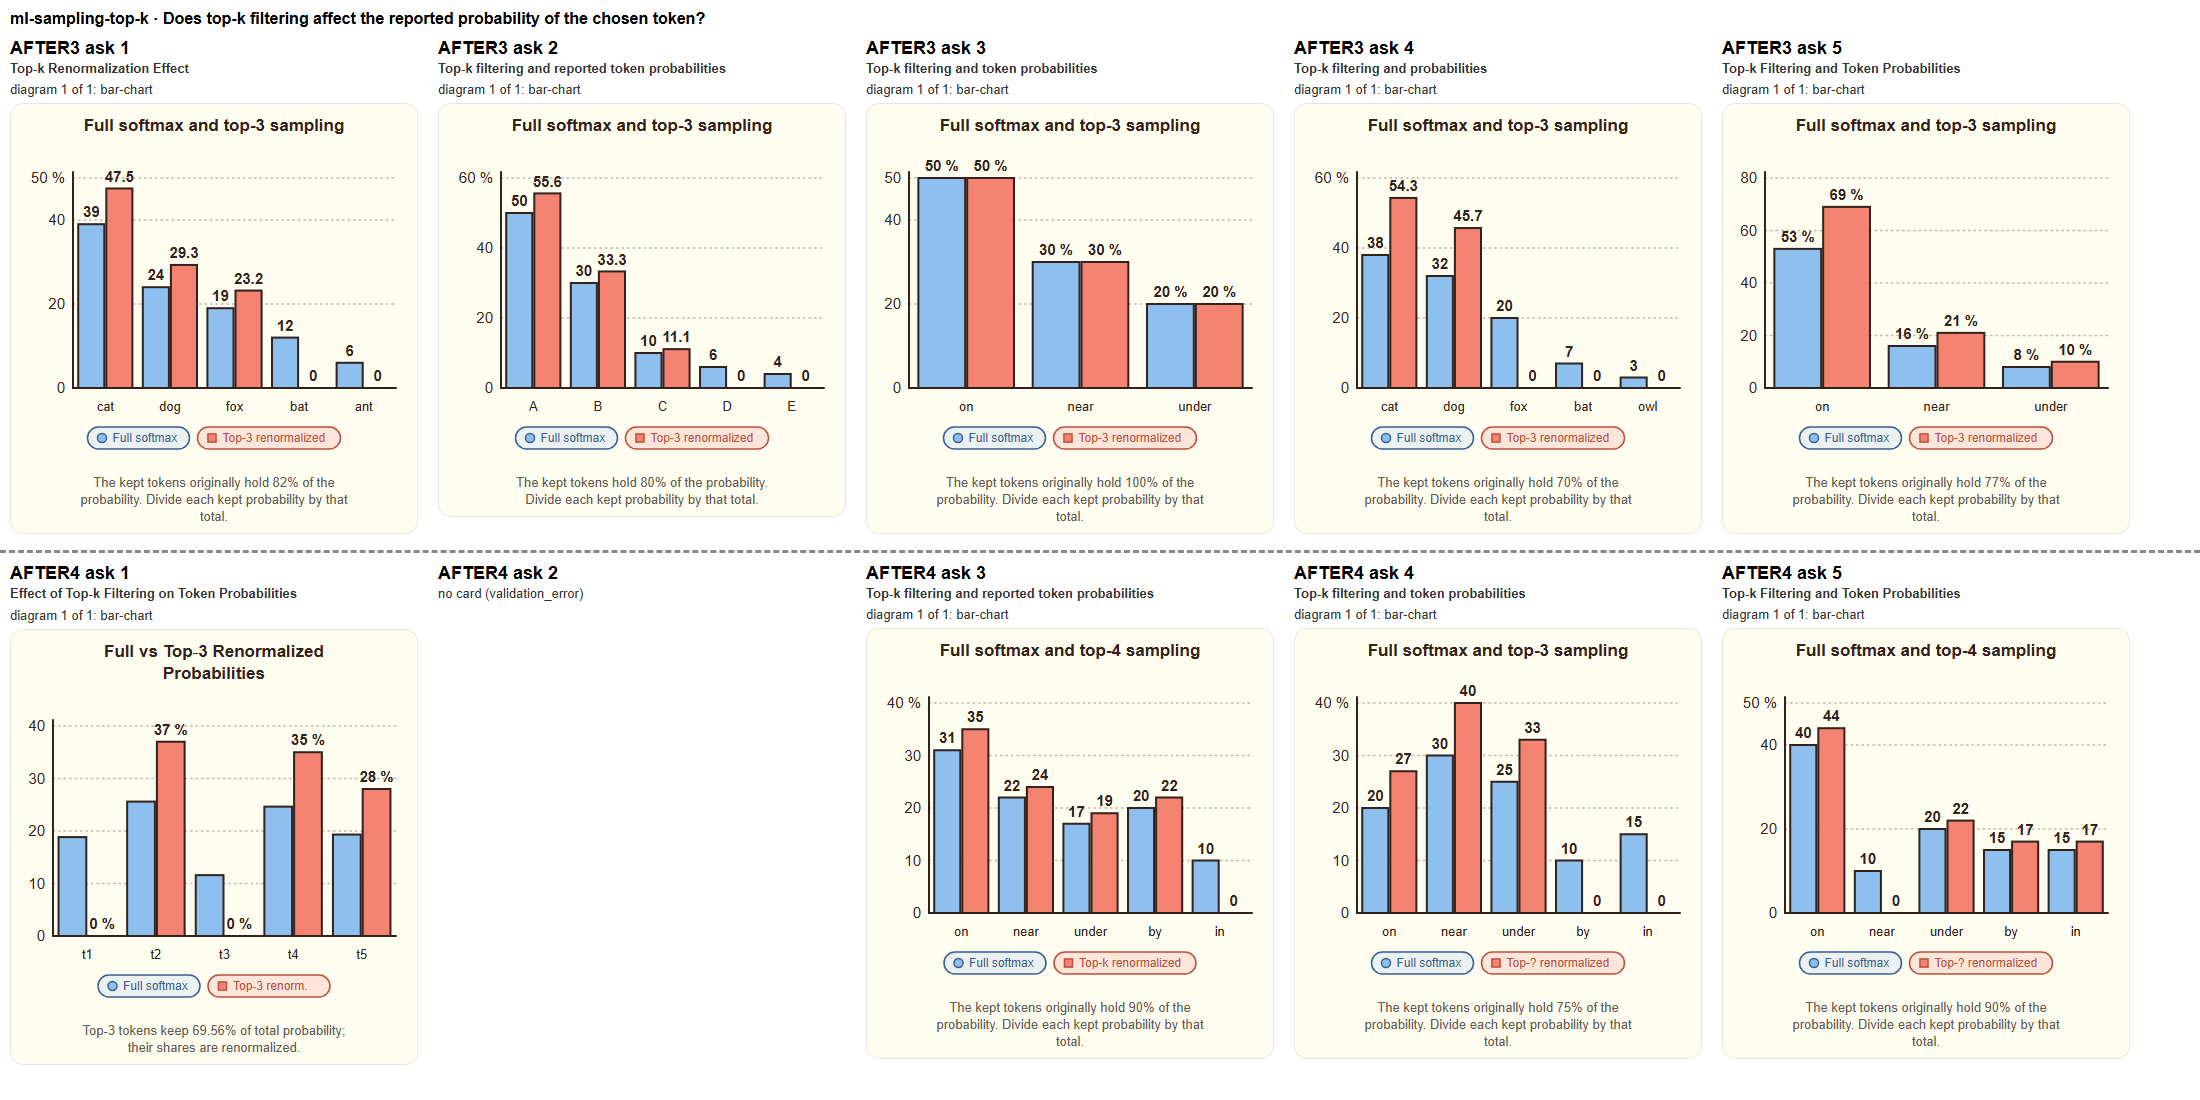 ml-sampling-top-k · Does top-k filtering affect the reported probability of the chosen token?
AFTER3 ask 1
Top-k Renormalization Effect
diagram 1 of 1: bar-chart
Full softmax and top-3 sampling
50 %
40
20
0
39
47.5
24
29.3
19
23.2
12
0
6
0
cat
dog
fox
bat
ant
Full softmax
Top-3 renormalized
The kept tokens originally hold 82% of the
probability. Divide each kept probability by that
total.
AFTER3 ask 2
Top-k filtering and reported token probabilities
diagram 1 of 1: bar-chart
Full softmax and top-3 sampling
60 %
40
20
0
50
55.6
30
33.3
10
11.1
6
0
4
0
A
B
C
D
E
Full softmax
Top-3 renormalized
The kept tokens hold 80% of the probability.
Divide each kept probability by that total.
AFTER3 ask 3
Top-k filtering and token probabilities
diagram 1 of 1: bar-chart
Full softmax and top-3 sampling
50
40
20
0
50 %
50 %
30 %
30 %
20 %
20 %
on
near
under
Full softmax
Top-3 renormalized
The kept tokens originally hold 100% of the
probability. Divide each kept probability by that
total.
AFTER3 ask 4
Top-k filtering and probabilities
diagram 1 of 1: bar-chart
Full softmax and top-3 sampling
60 %
40
20
0
38
54.3
32
45.7
20
0
7
0
3
0
cat
dog
fox
bat
owl
Full softmax
Top-3 renormalized
The kept tokens originally hold 70% of the
probability. Divide each kept probability by that
total.
AFTER3 ask 5
Top-k Filtering and Token Probabilities
diagram 1 of 1: bar-chart
Full softmax and top-3 sampling
80
60
40
20
0
53 %
69 %
16 %
21 %
8 %
10 %
on
near
under
Full softmax
Top-3 renormalized
The kept tokens originally hold 77% of the
probability. Divide each kept probability by that
total.
AFTER4 ask 1
Effect of Top-k Filtering on Token Probabilities
diagram 1 of 1: bar-chart
Full vs Top-3 Renormalized
Probabilities
40
30
20
10
0
0 %
37 %
0 %
35 %
28 %
t1
t2
t3
t4
t5
Full softmax
Top-3 renorm.
Top-3 tokens keep 69.56% of total probability;
their shares are renormalized.
AFTER4 ask 2
no card (validation_error)
AFTER4 ask 3
Top-k filtering and reported token probabilities
diagram 1 of 1: bar-chart
Full softmax and top-4 sampling
40 %
30
20
10
0
31
35
22
24
17
19
20
22
10
0
on
near
under
by
in
Full softmax
Top-k renormalized
The kept tokens originally hold 90% of the
probability. Divide each kept probability by that
total.
AFTER4 ask 4
Top-k filtering and token probabilities
diagram 1 of 1: bar-chart
Full softmax and top-3 sampling
40 %
30
20
10
0
20
27
30
40
25
33
10
0
15
0
on
near
under
by
in
Full softmax
Top-? renormalized
The kept tokens originally hold 75% of the
probability. Divide each kept probability by that
total.
AFTER4 ask 5
Top-k Filtering and Token Probabilities
diagram 1 of 1: bar-chart
Full softmax and top-4 sampling
50 %
40
20
0
40
44
10
0
20
22
15
17
15
17
on
near
under
by
in
Full softmax
Top-? renormalized
The kept tokens originally hold 90% of the
probability. Divide each kept probability by that
total.